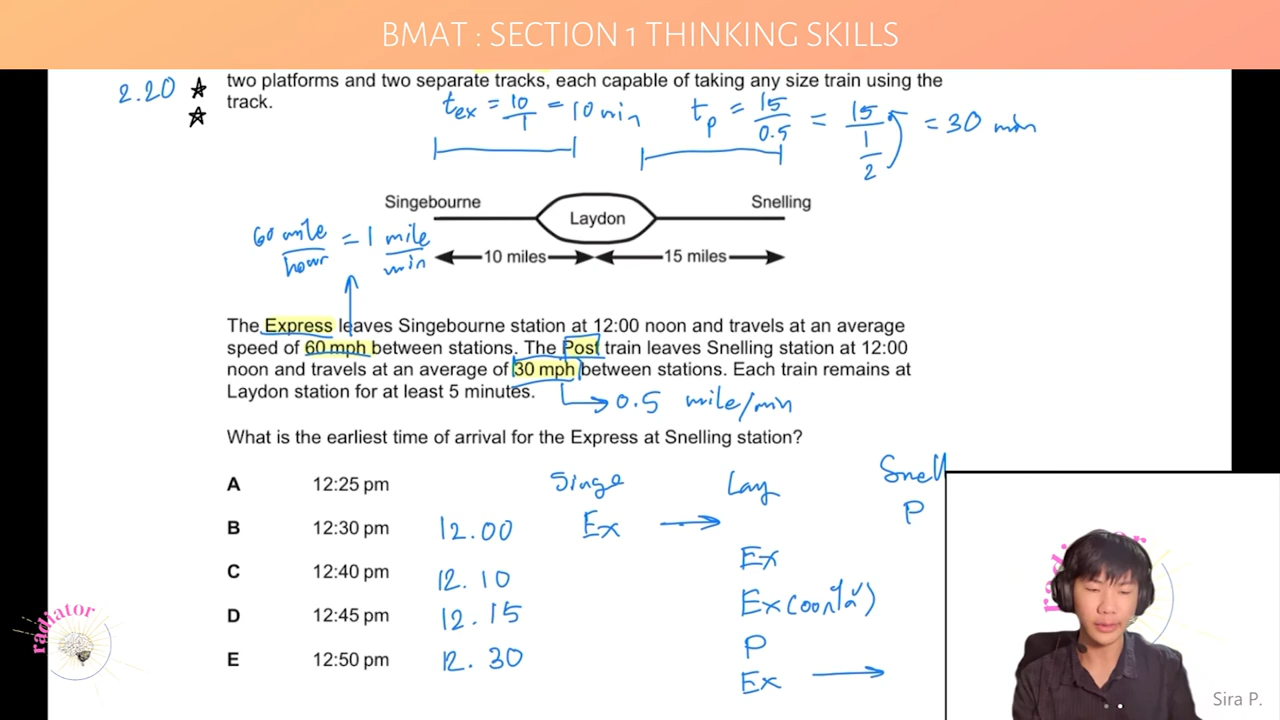 BMAT : SECTION 1 THINKING SKILLS
2.20
two platforms and two separate tracks, each capable of taking any size train using the
track.
t_ex = 10/1 = 10 min
t_p = 15/0.5 = 15/(1/2) = 30 min
Singebourne
Snelling
Laydon
60 mile/hour = 1 mile/min
10 miles
15 miles
The Express leaves Singebourne station at 12:00 noon and travels at an average
speed of 60 mph between stations. The Post train leaves Snelling station at 12:00
noon and travels at an average of 30 mph between stations. Each train remains at
Laydon station for at least 5 minutes.
0.5 mile/min
What is the earliest time of arrival for the Express at Snelling station?
Singe Lay Snell
A 12:25 pm
P
B 12:30 pm
12.00 Ex
Ex
C 12:40 pm
12.10
Ex
D 12:45 pm
12.15
P
E 12:50 pm
12.30
Ex
radiator
Sira P.